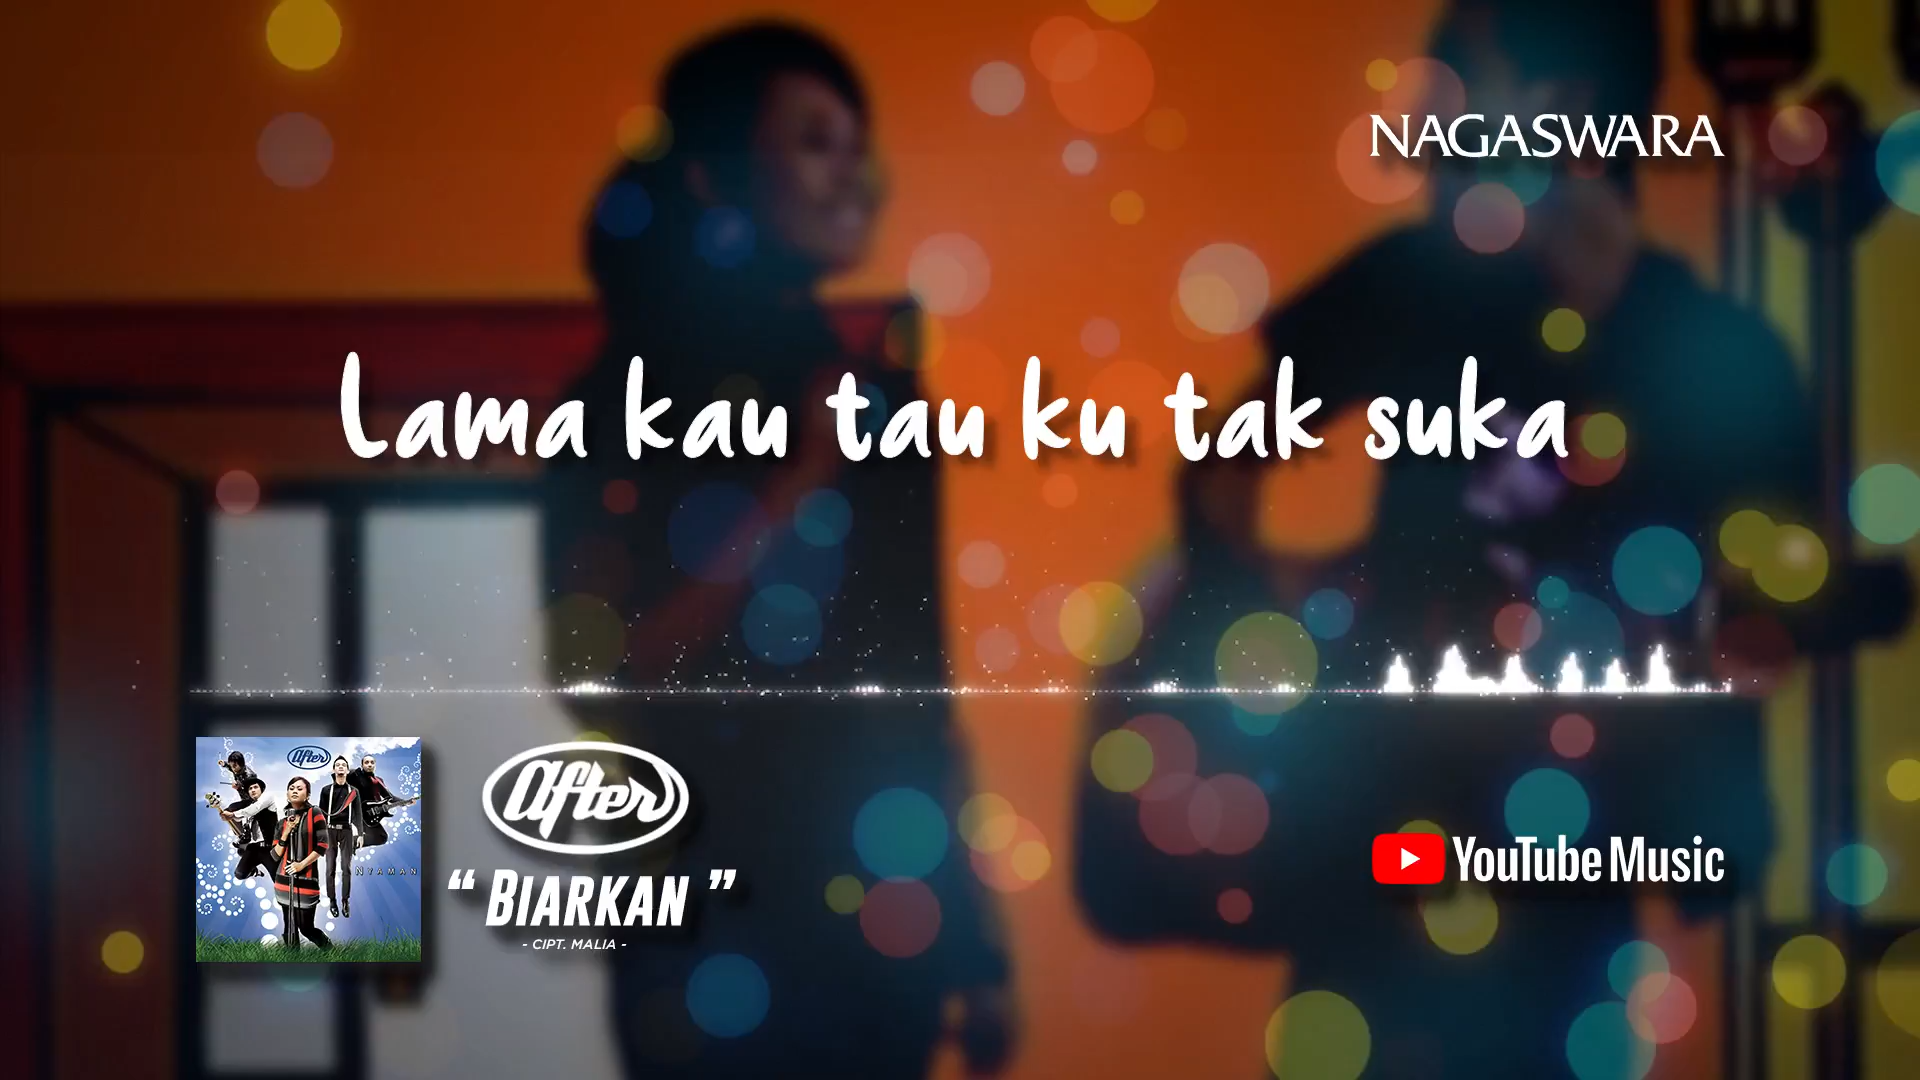 NAGASWARA
Lama kau tau ku tak suka
after
NYAMAN
after
“ BIARKAN ”
- CIPT. MALIA -
YouTube Music